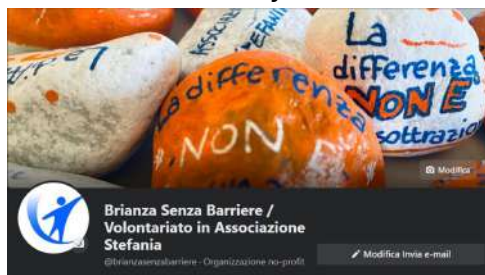 La
differenza
NON È
sottrazio
La differenza
NON
ASSOCIAZIONE
Modifica
Brianza Senza Barriere /
Volontariato in Associazione
Stefania
@brianzasenzabarriere · Organizzazione no-profit
Modifica Invia e-mail